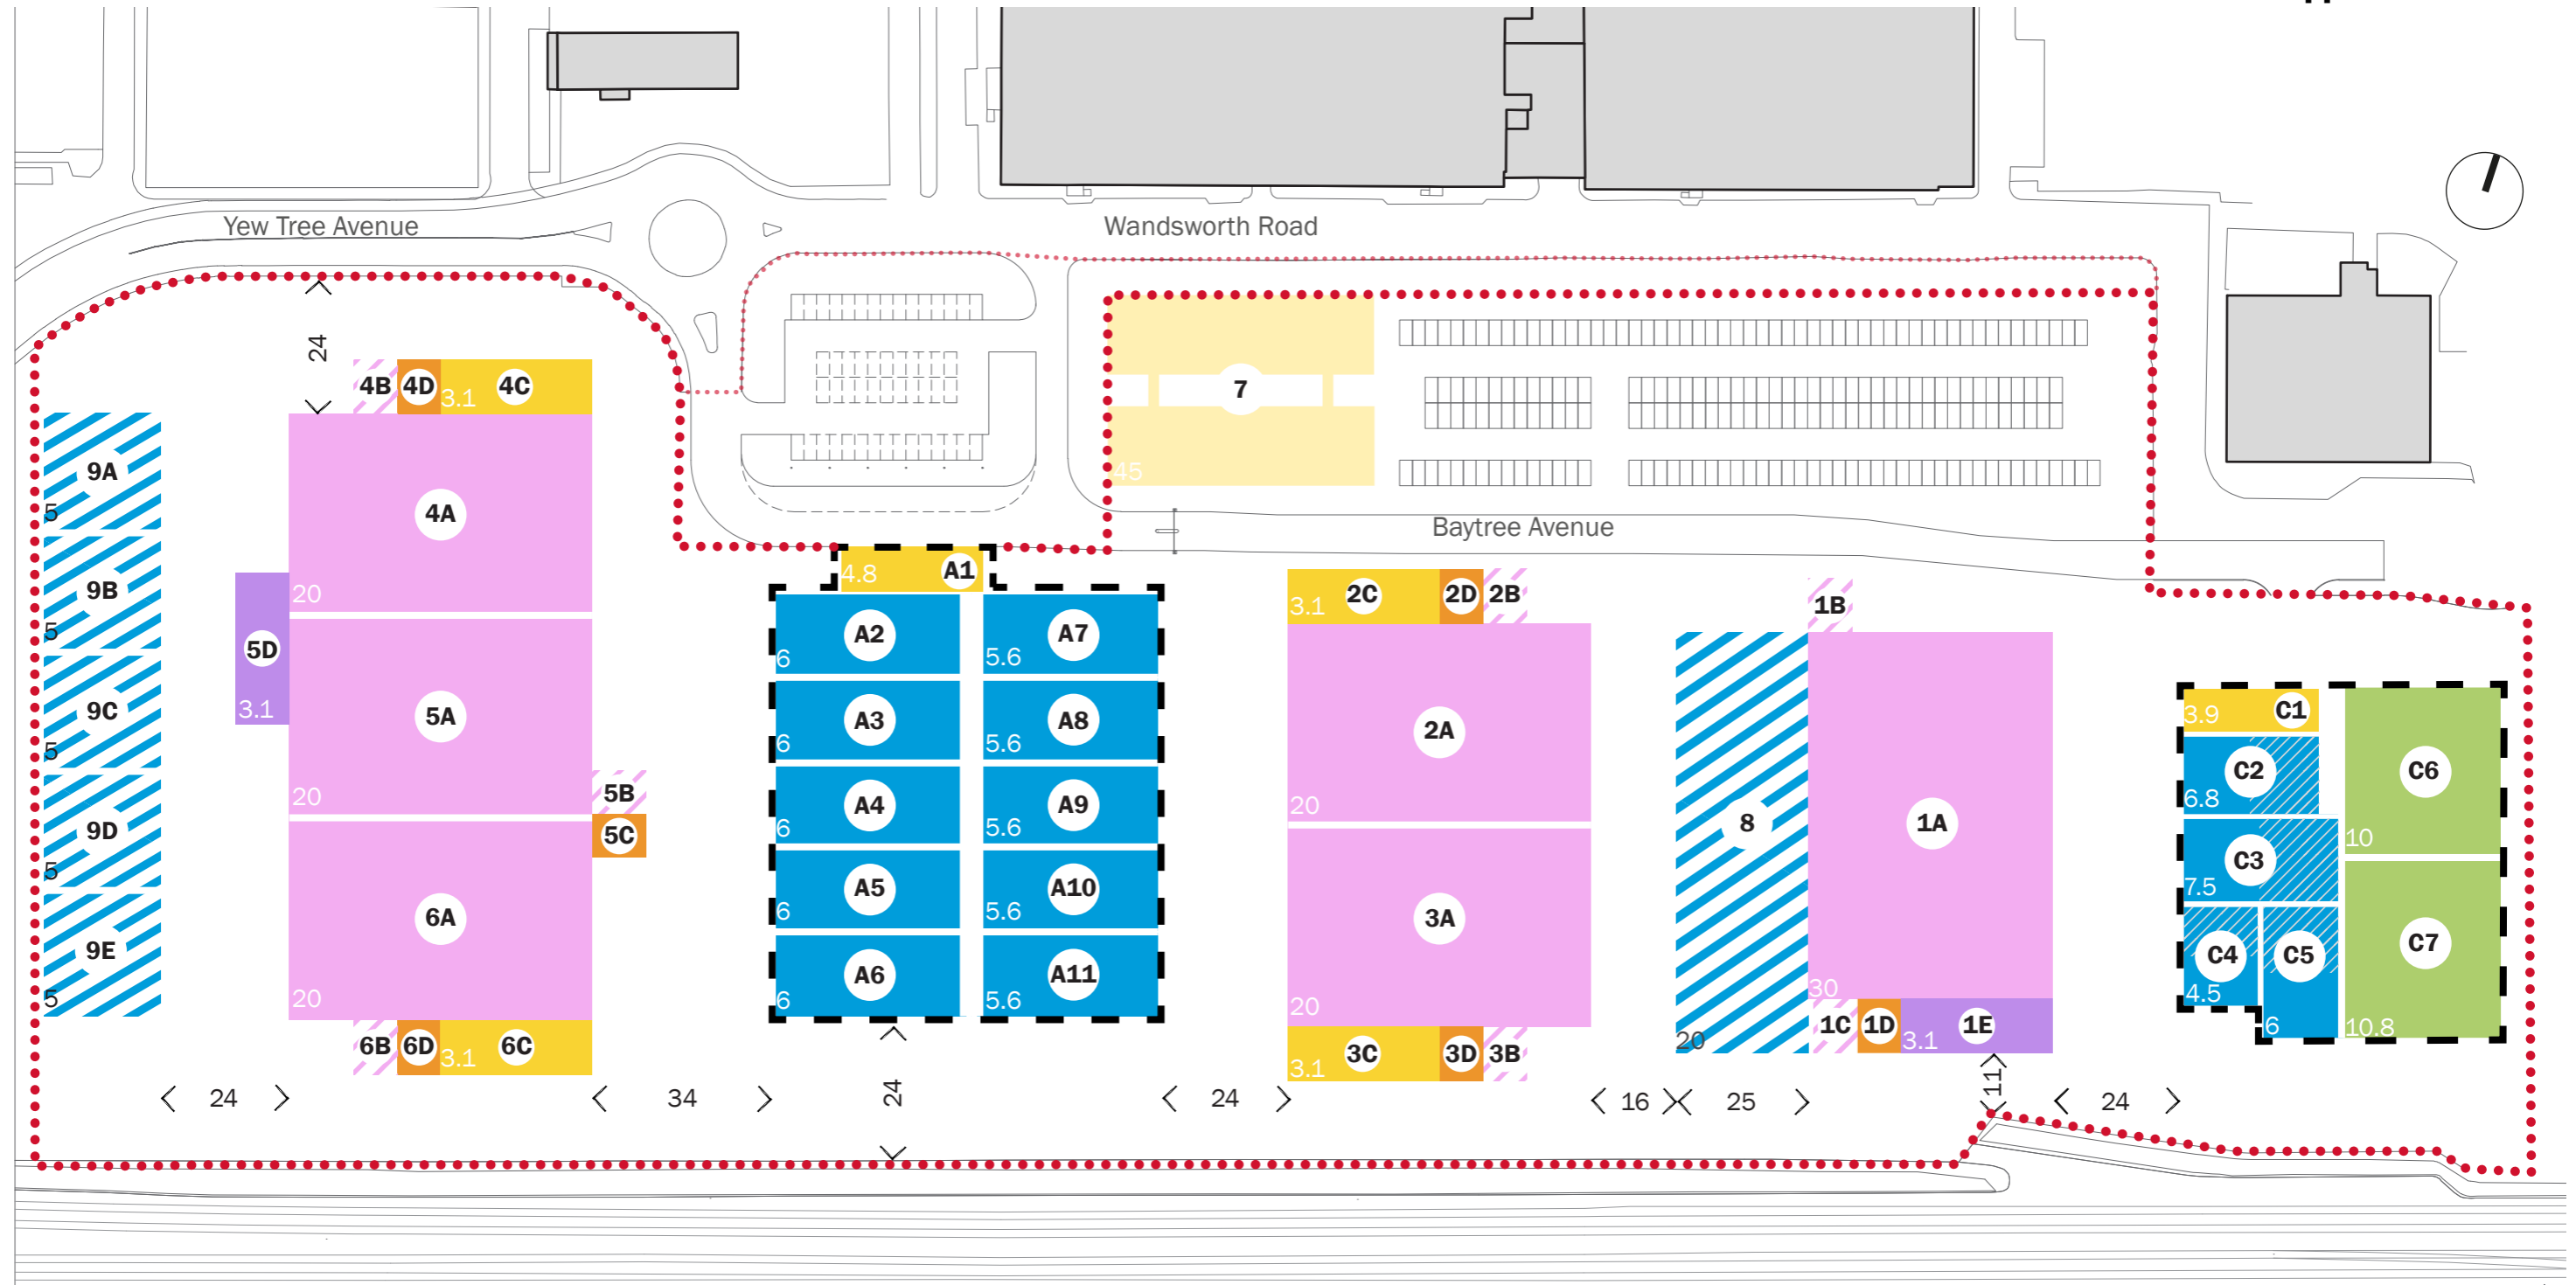 Yew Tree Avenue
Wandsworth Road
24
4B
4D
3.1
4C
7
45
9A
5
4A
20
Baytree Avenue
9B
5
5D
3.1
4.8
A1
3.1
2C
2D
2B
1B
A2
6
A7
5.6
9C
5
5A
20
A3
6
A8
5.6
2A
20
3.9
C1
C2
6.8
C6
10
5B
5C
A4
6
A9
5.6
8
20
1A
30
9D
5
C3
7.5
6A
20
A5
6
A10
5.6
3A
20
9E
5
A6
6
A11
5.6
C4
4.5
C5
6
C7
10.8
6B
6D
3.1
6C
3.1
3C
3D
3B
1C
1D
3.1
1E
24
34
24
24
16
25
11
24